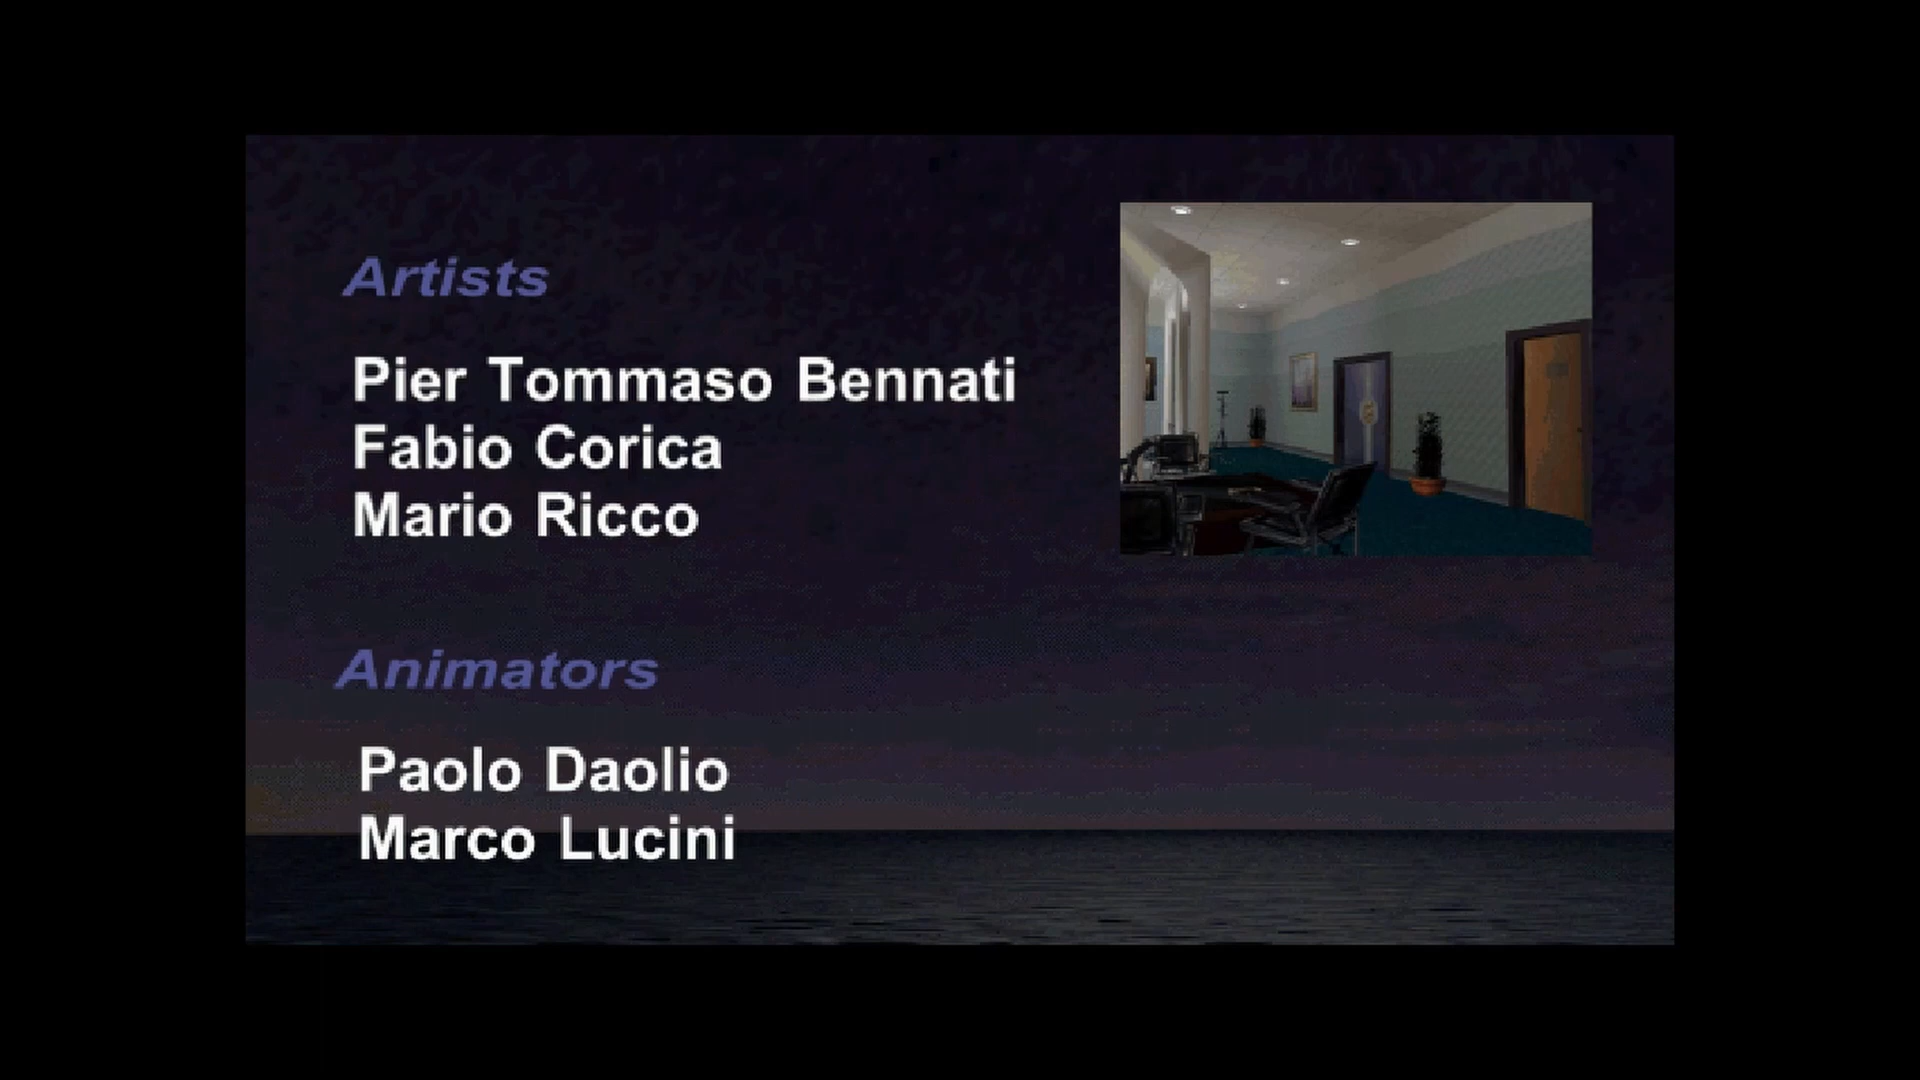 Artists
Pier Tommaso Bennati
Fabio Corica
Mario Ricco
Animators
Paolo Daolio
Marco Lucini